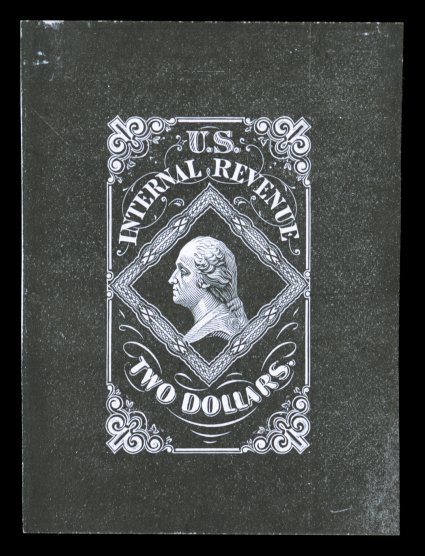 U.S.
INTERNAL REVENUE
TWO DOLLARS.